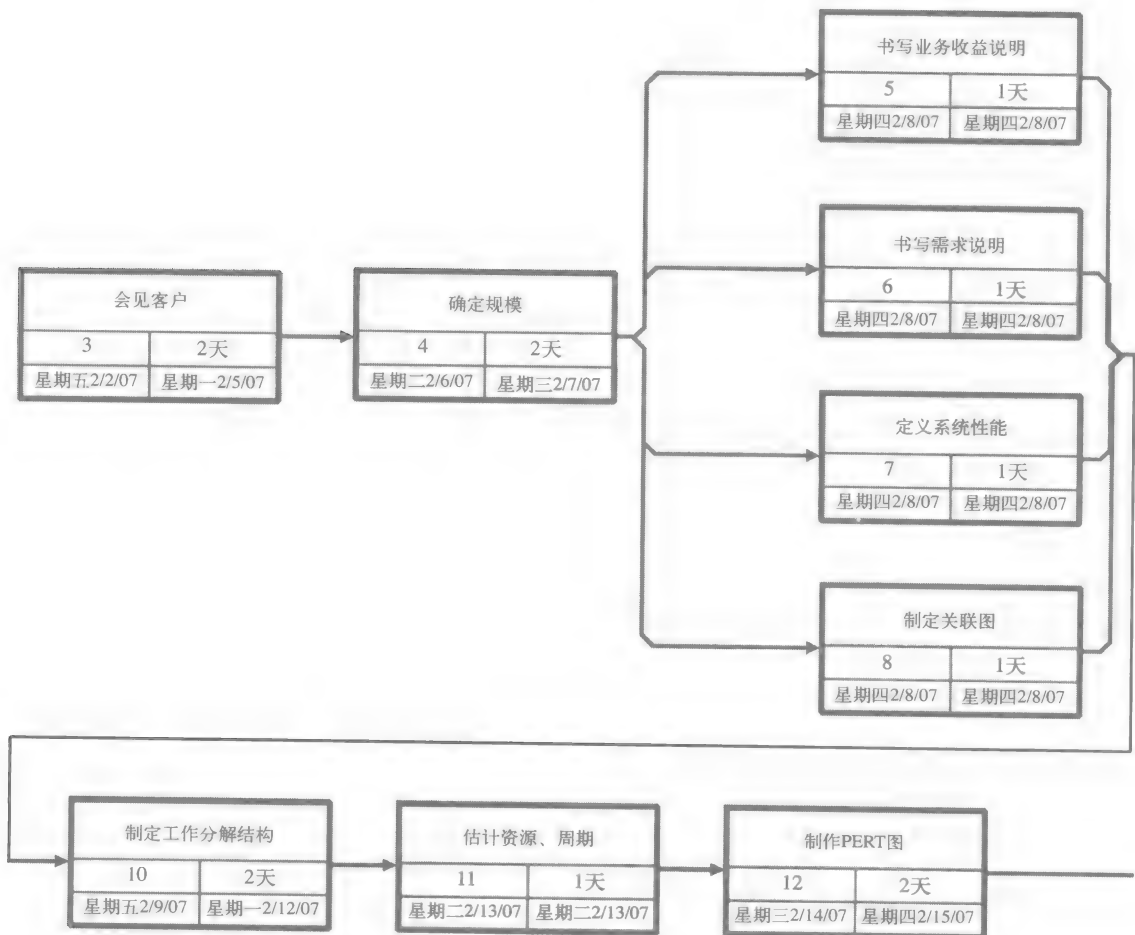 书写业务收益说明
5 1天
星期四2/8/07 星期四2/8/07
书写需求说明
6 1天
星期四2/8/07 星期四2/8/07
会见客户
3 2天
星期五2/2/07 星期一2/5/07
确定规模
4 2天
星期二2/6/07 星期三2/7/07
定义系统性能
7 1天
星期四2/8/07 星期四2/8/07
制定关联图
8 1天
星期四2/8/07 星期四2/8/07
制定工作分解结构
10 2天
星期五2/9/07 星期一2/12/07
估计资源、周期
11 1天
星期二2/13/07 星期二2/13/07
制作PERT图
12 2天
星期三2/14/07 星期四2/15/07